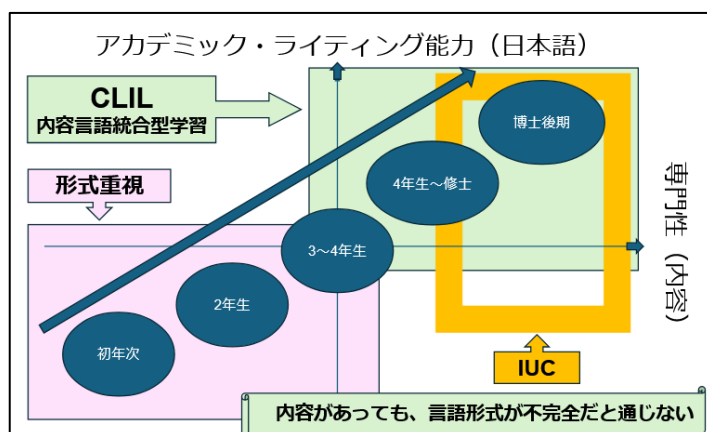 アカデミック・ライティング能力（日本語）
CLIL
内容言語統合型学習
博士後期
4年生～修士
専門性（内容）
形式重視
3～4年生
2年生
初年次
IUC
内容があっても、言語形式が不完全だと通じない